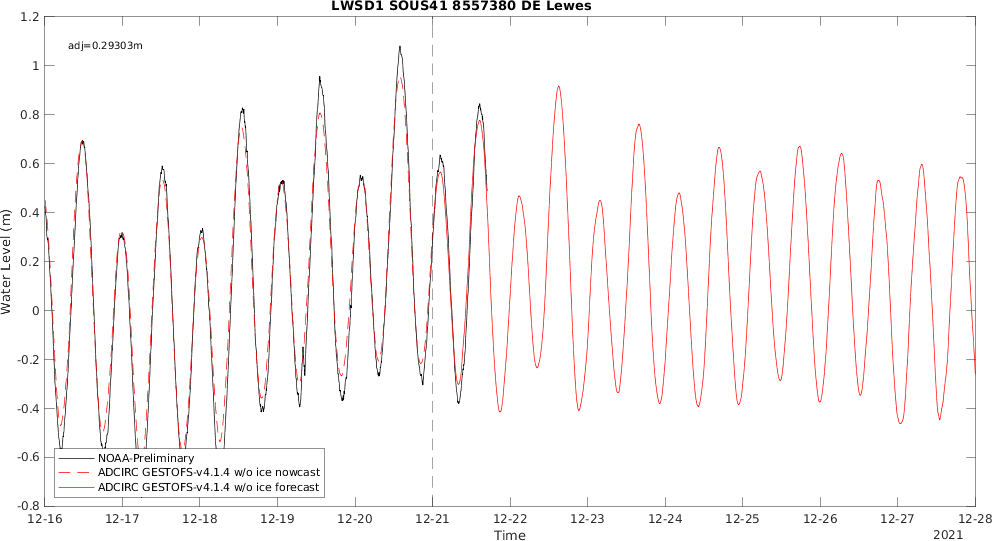 LWSD1 SOUS41 8557380 DE Lewes
adj=0.29303m
Water Level (m)
1.2
1
0.8
0.6
0.4
0.2
0
-0.2
-0.4
-0.6
-0.8
NOAA-Preliminary
ADCIRC GESTOFS-v4.1.4 w/o ice nowcast
ADCIRC GESTOFS-v4.1.4 w/o ice forecast
12-16 12-17 12-18 12-19 12-20 12-21 12-22 12-23 12-24 12-25 12-26 12-27 12-28
Time
2021